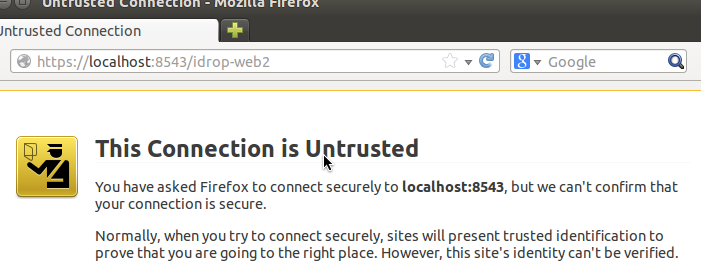 Untrusted Connection - Mozilla Firefox
Untrusted Connection
https://localhost:8543/idrop-web2
Google
This Connection is Untrusted
You have asked Firefox to connect securely to localhost:8543, but we can't confirm that
your connection is secure.
Normally, when you try to connect securely, sites will present trusted identification to
prove that you are going to the right place. However, this site's identity can't be verified.